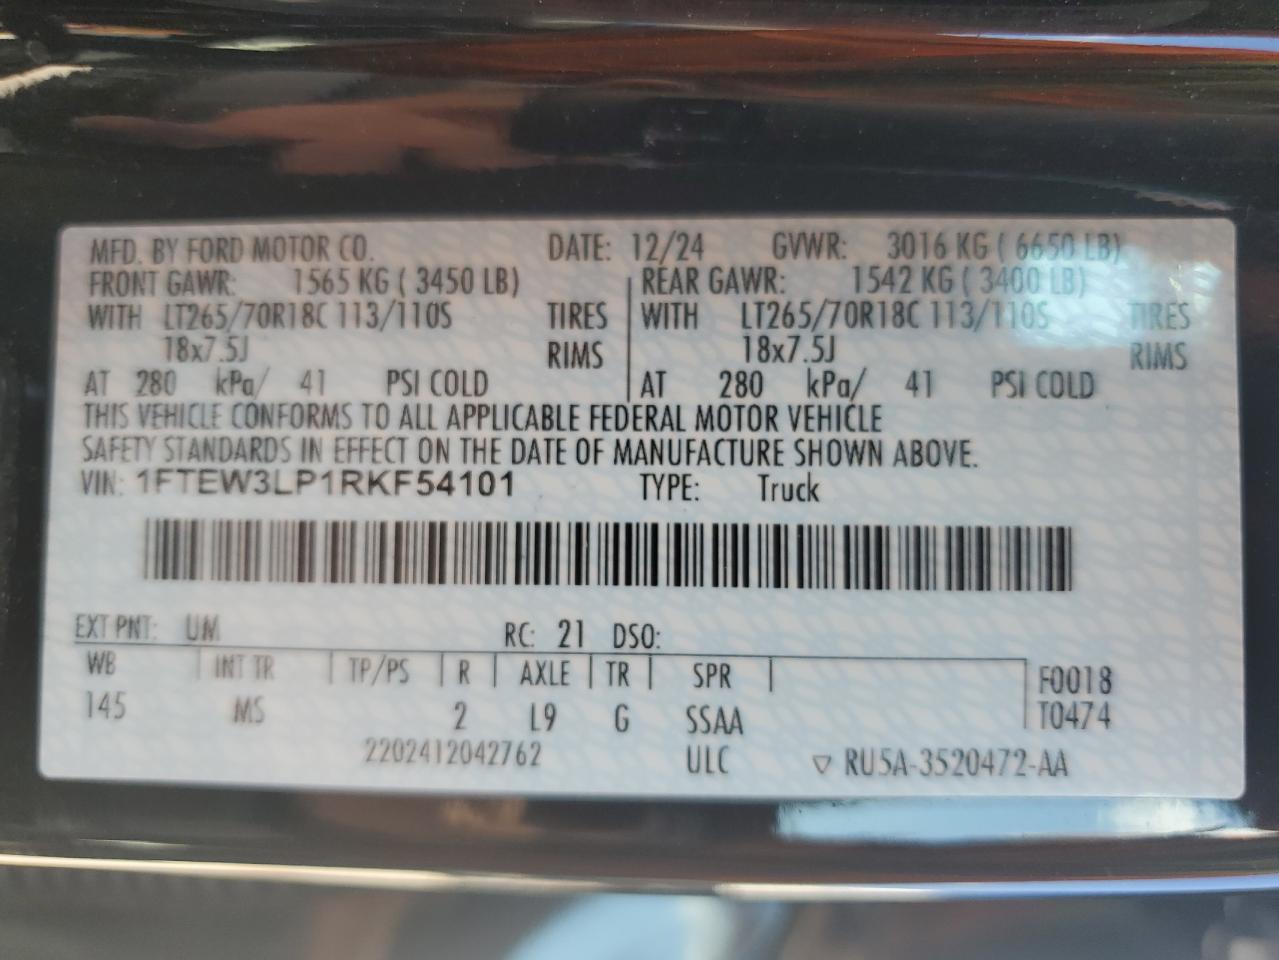 MFD. BY FORD MOTOR CO. DATE: 12/24 GVWR: 3016 KG ( 6650 LB)
FRONT GAWR: 1565 KG ( 3450 LB) REAR GAWR: 1542 KG ( 3400 LB)
WITH LT265/70R18C 113/110S TIRES WITH LT265/70R18C 113/110S TIRES
18x7.5J RIMS 18x7.5J RIMS
AT 280 kPa/ 41 PSI COLD AT 280 kPa/ 41 PSI COLD
THIS VEHICLE CONFORMS TO ALL APPLICABLE FEDERAL MOTOR VEHICLE
SAFETY STANDARDS IN EFFECT ON THE DATE OF MANUFACTURE SHOWN ABOVE.
VIN: 1FTEW3LP1RKF54101 TYPE: Truck
EXT PNT: UM RC: 21 DSO:
WB INT TR TP/PS R AXLE TR SPR F0018
145 MS 2 L9 G SSAA T0474
2202412042762 ULC ▽ RU5A-3520472-AA